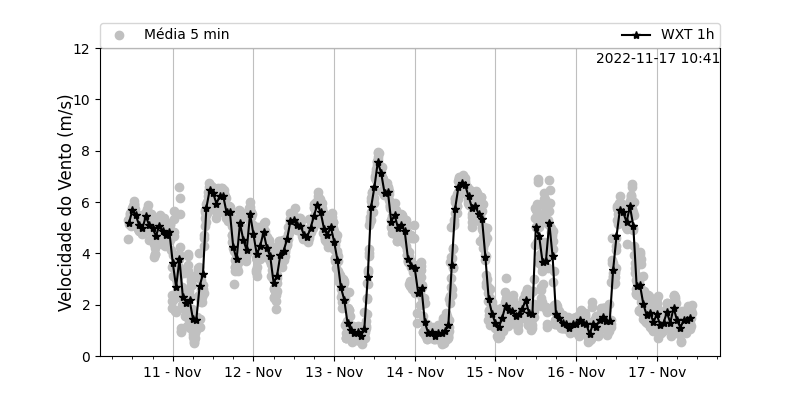 Média 5 min
WXT 1h
2022-11-17 10:41
Velocidade do Vento (m/s)
12
10
8
6
4
2
0
11 - Nov
12 - Nov
13 - Nov
14 - Nov
15 - Nov
16 - Nov
17 - Nov